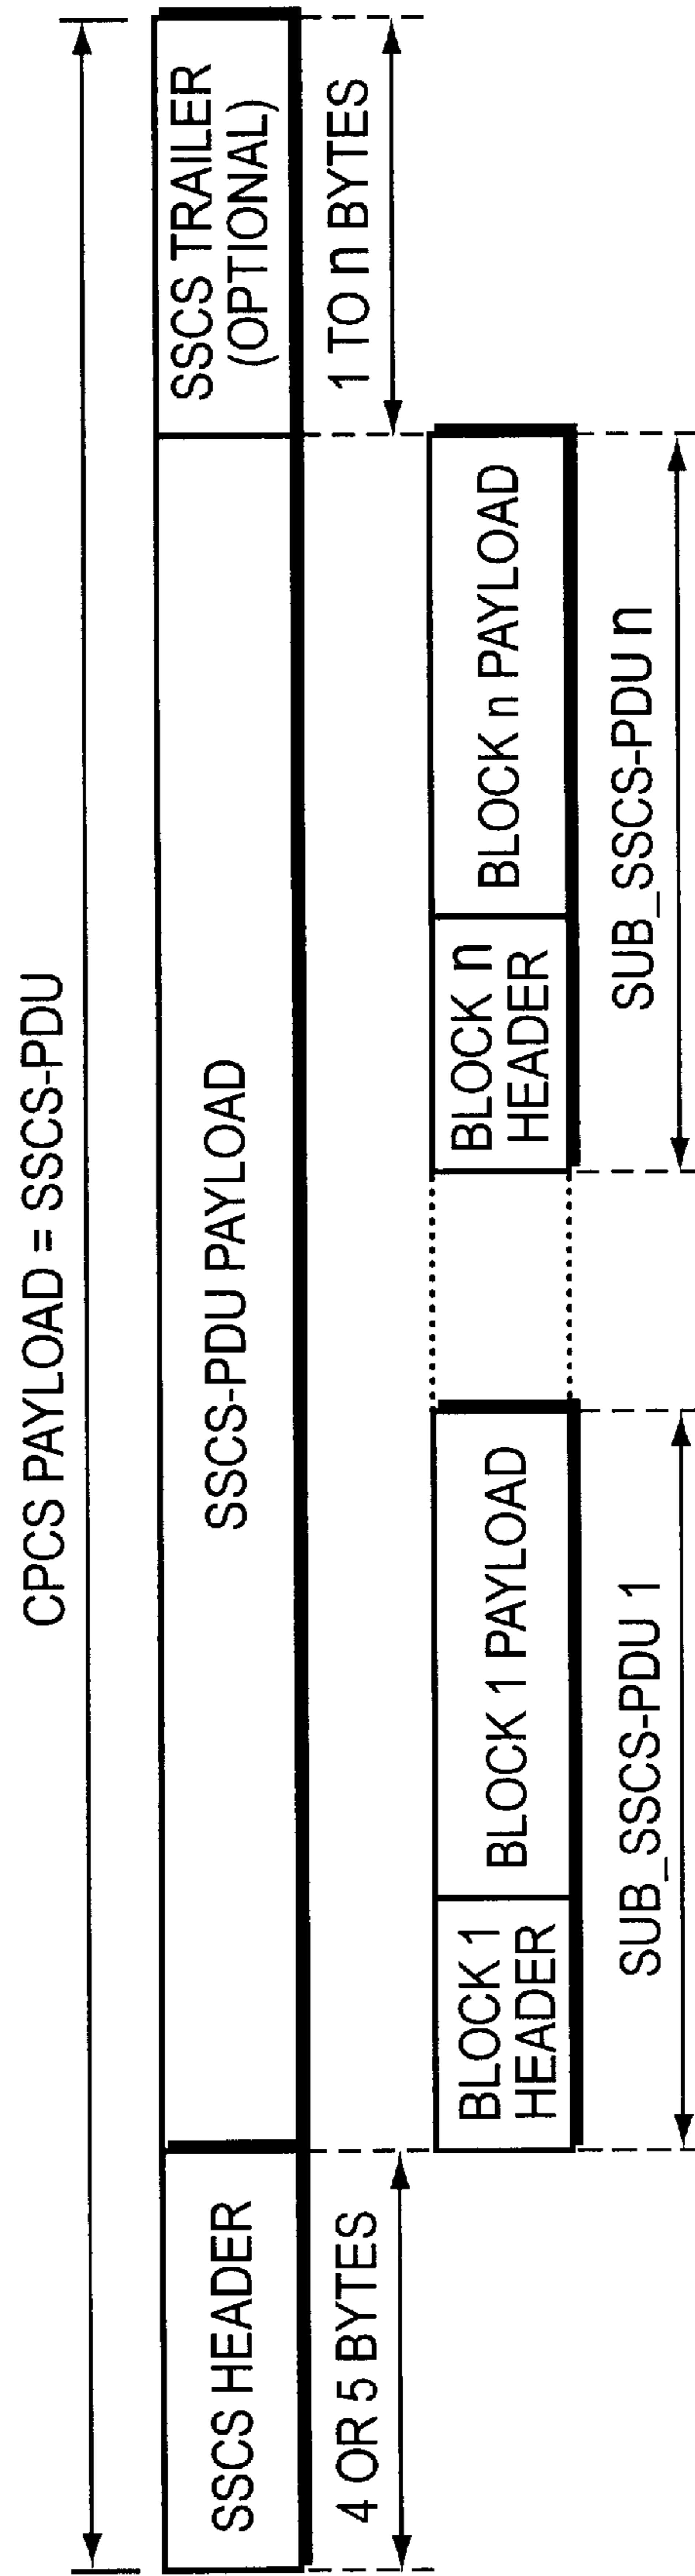 CPCS PAYLOAD = SSCS-PDU
SSCS HEADER
SSCS-PDU PAYLOAD
SSCS TRAILER
(OPTIONAL)
4 OR 5 BYTES
1 TO n BYTES
BLOCK 1
HEADER
BLOCK 1 PAYLOAD
BLOCK n
HEADER
BLOCK n PAYLOAD
SUB_SSCS-PDU 1
SUB_SSCS-PDU n